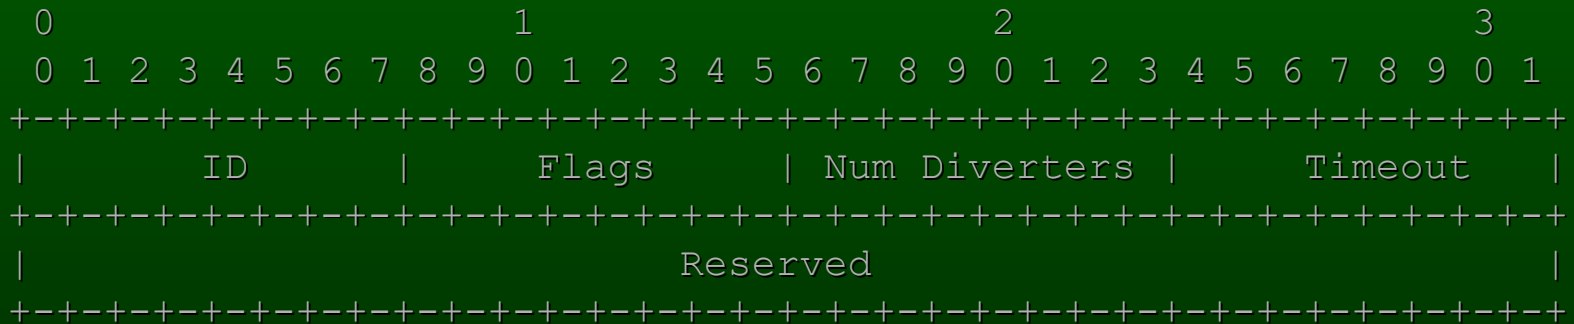 0                   1                   2                   3
 0 1 2 3 4 5 6 7 8 9 0 1 2 3 4 5 6 7 8 9 0 1 2 3 4 5 6 7 8 9 0 1
+-+-+-+-+-+-+-+-+-+-+-+-+-+-+-+-+-+-+-+-+-+-+-+-+-+-+-+-+-+-+-+-+
|       ID      |     Flags     | Num Diverters |     Timeout   |
+-+-+-+-+-+-+-+-+-+-+-+-+-+-+-+-+-+-+-+-+-+-+-+-+-+-+-+-+-+-+-+-+
|                           Reserved                            |
+-+-+-+-+-+-+-+-+-+-+-+-+-+-+-+-+-+-+-+-+-+-+-+-+-+-+-+-+-+-+-+-+